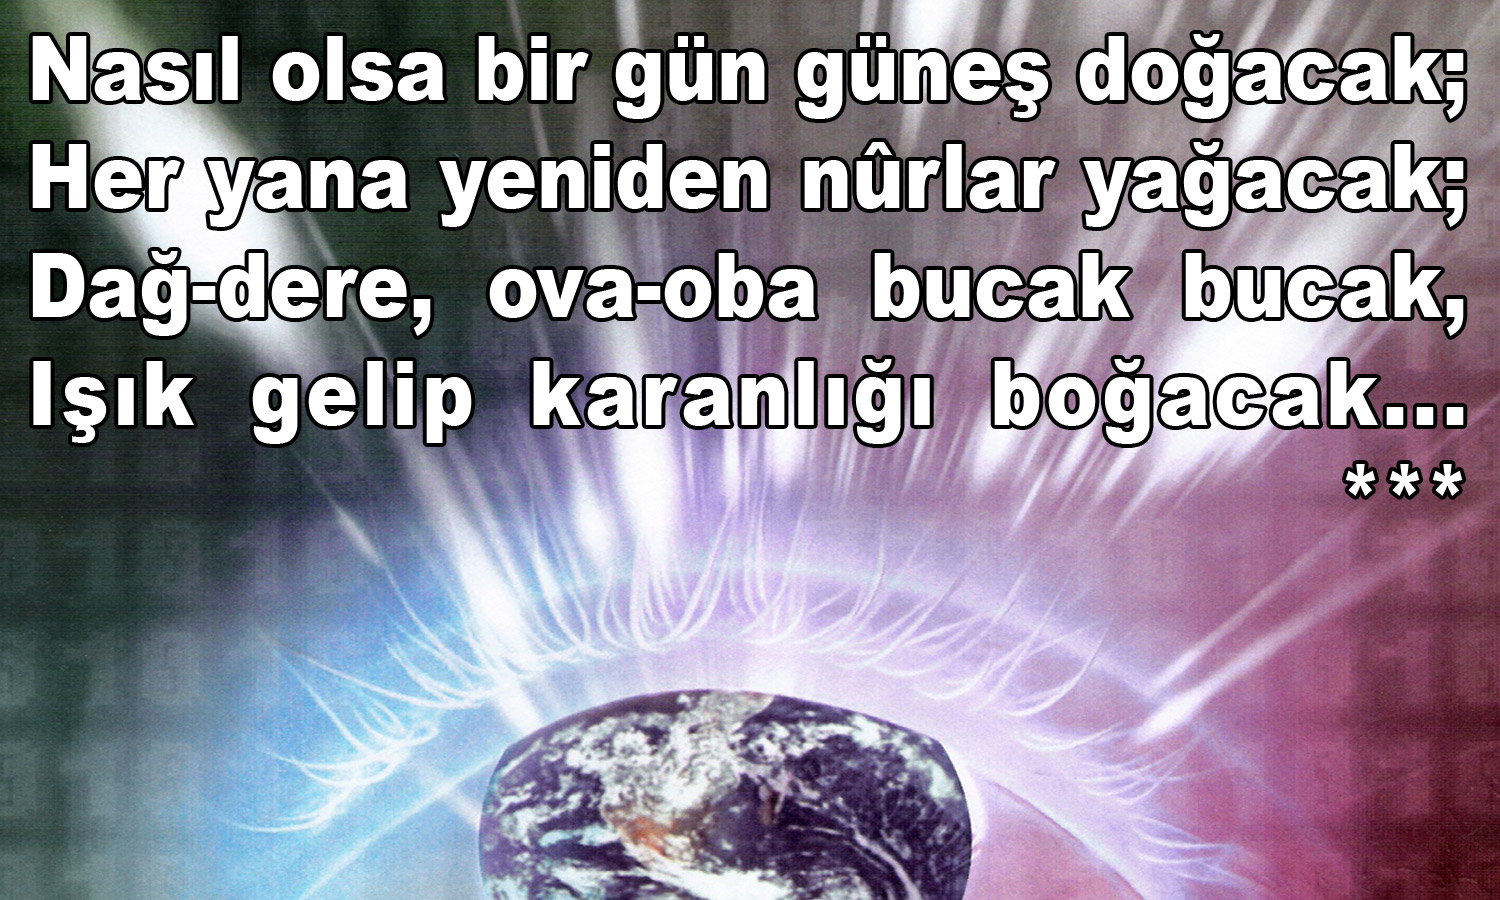 Nasıl olsa bir gün güneş doğacak;
Her yana yeniden nûrlar yağacak;
Dağ-dere, ova-oba bucak bucak,
Işık gelip karanlığı boğacak...
***